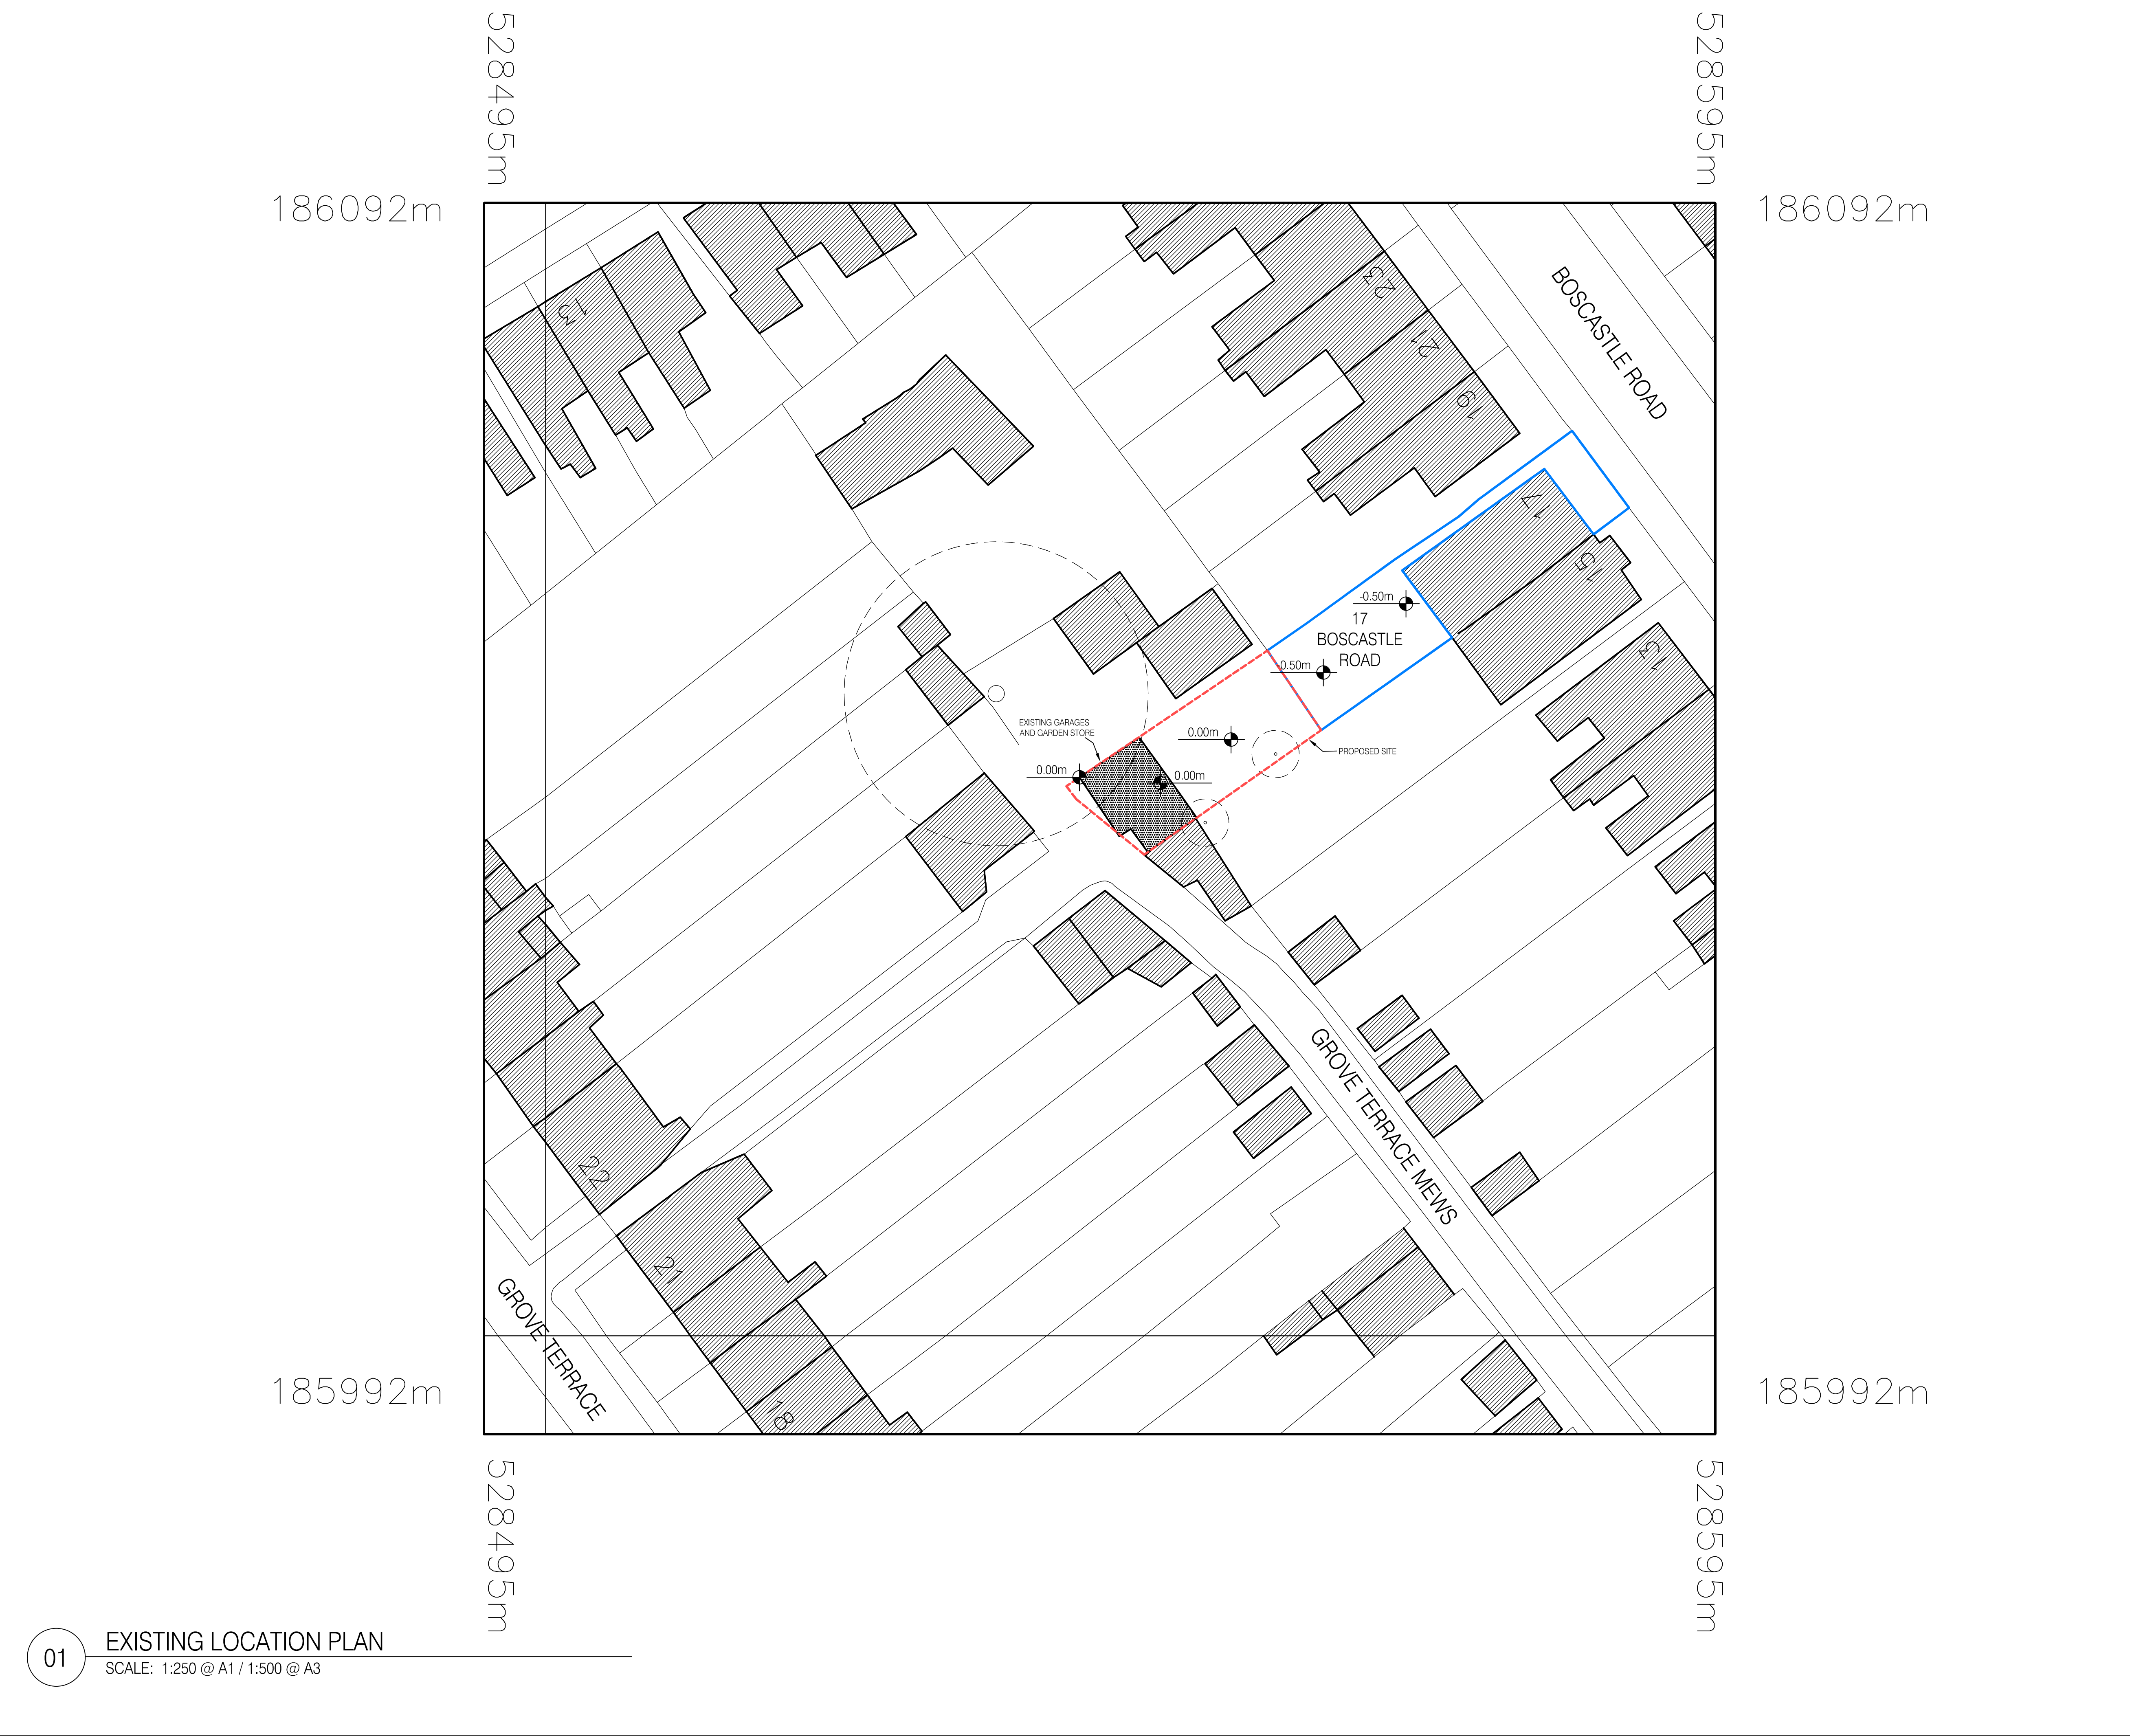 528495m
528595m
186092m
186092m
BOSCASTLE ROAD
13
23
21
19
17
15
13
-0.50m
17
BOSCASTLE
ROAD
-0.50m
EXISTING GARAGES
AND GARDEN STORE
0.00m
PROPOSED SITE
0.00m
0.00m
GROVE TERRACE MEWS
22
21
GROVE TERRACE
18
185992m
185992m
528495m
528595m
01
EXISTING LOCATION PLAN
SCALE: 1:250 @ A1 / 1:500 @ A3